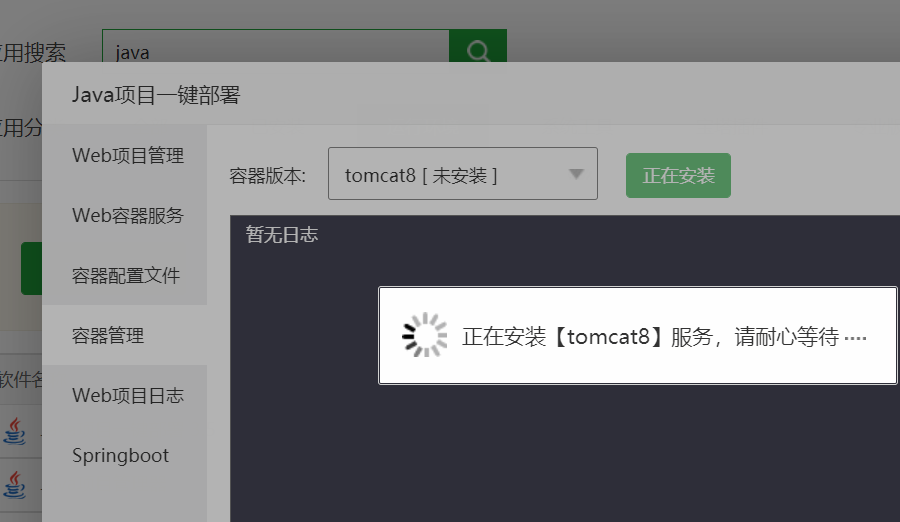 应用搜索
java
Java项目一键部署
应用分
Web项目管理
容器版本:
tomcat8 [ 未安装 ]
正在安装
Web容器服务
暂无日志
容器配置文件
容器管理
正在安装【tomcat8】服务，请耐心等待 ····
软件名
Web项目日志
Springboot